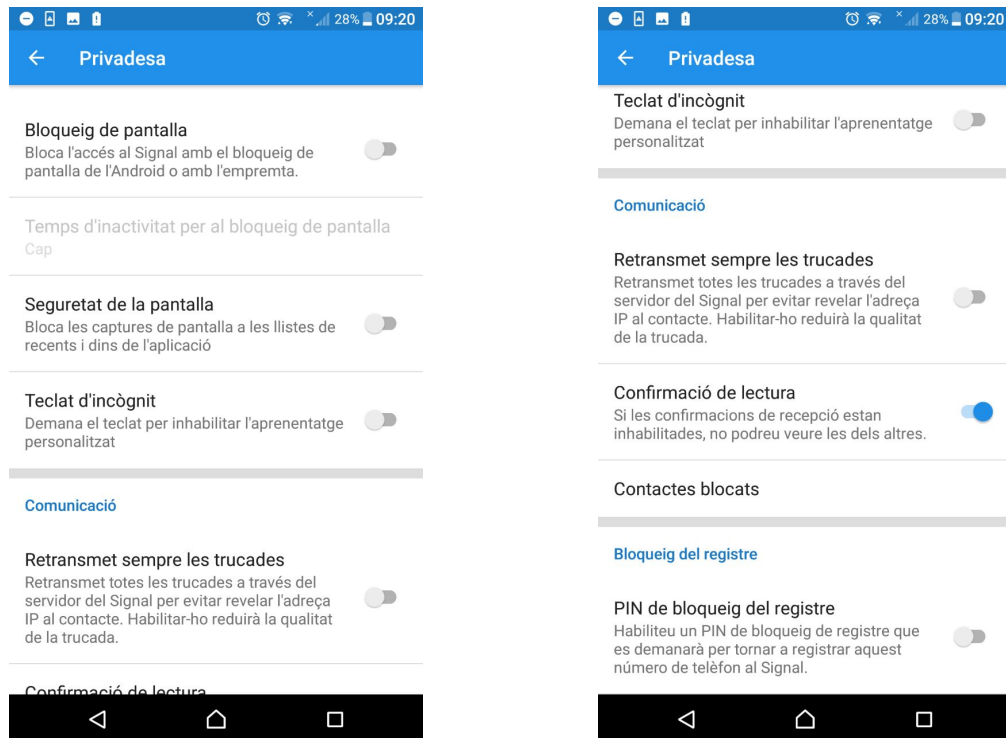 28% 09:20
Privadesa
Bloqueig de pantalla
Bloca l'accés al Signal amb el bloqueig de
pantalla de l'Android o amb l'empremta.
Temps d'inactivitat per al bloqueig de pantalla
Cap
Seguretat de la pantalla
Bloca les captures de pantalla a les llistes de
recents i dins de l'aplicació
Teclat d'incògnit
Demana el teclat per inhabilitar l'aprenentatge
personalitzat
Comunicació
Retransmet sempre les trucades
Retransmet totes les trucades a través del
servidor del Signal per evitar revelar l'adreça
IP al contacte. Habilitar-ho reduirà la qualitat
de la trucada.
Confirmació de lectura
28% 09:20
Privadesa
Teclat d'incògnit
Demana el teclat per inhabilitar l'aprenentatge
personalitzat
Comunicació
Retransmet sempre les trucades
Retransmet totes les trucades a través del
servidor del Signal per evitar revelar l'adreça
IP al contacte. Habilitar-ho reduirà la qualitat
de la trucada.
Confirmació de lectura
Si les confirmacions de recepció estan
inhabilitades, no podreu veure les dels altres.
Contactes blocats
Bloqueig del registre
PIN de bloqueig del registre
Habiliteu un PIN de bloqueig de registre que
es demanarà per tornar a registrar aquest
número de telèfon al Signal.